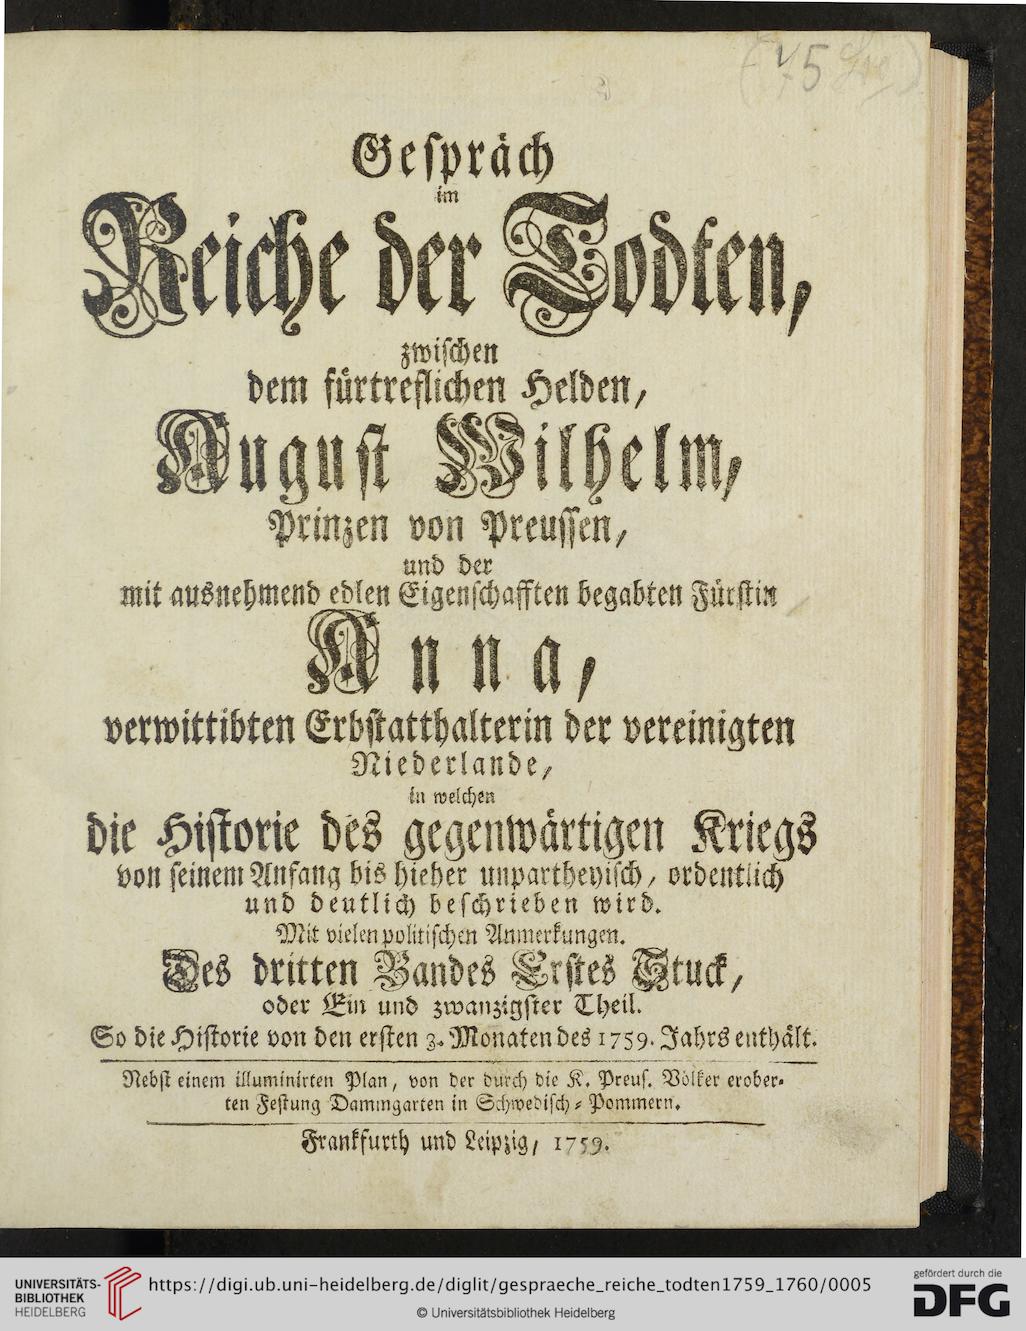 Gespräch
im
Reiche der Todten,
zwischen
dem fürtreflichen Helden,
August Wilhelm,
Prinzen von Preussen,
und der
mit ausnehmend edlen Eigenschafften begabten Fürstin
Anna,
verwittibten Erbstatthalterin der vereinigten
Niederlande,
in welchen
die Historie des gegenwärtigen Kriegs
von seinem Anfang bis hieher unpartheyisch, ordentlich
und deutlich beschrieben wird.
Mit vielen politischen Anmerkungen.
Des dritten Bandes Erstes Stuck,
oder Ein und zwanzigster Theil.
So die Historie von den ersten 3. Monaten des 1759. Jahrs enthält.
Nebst einem illuminirten Plan, von der durch die K. Preus. Völker erober-
ten Festung Dammgarten in Schwedisch-Pommern.
Frankfurth und Leipzig, 1759.
UNIVERSITÄTS-
BIBLIOTHEK
HEIDELBERG
https://digi.ub.uni-heidelberg.de/diglit/gespraeche_reiche_todten1759_1760/0005
© Universitätsbibliothek Heidelberg
gefördert durch die
DFG